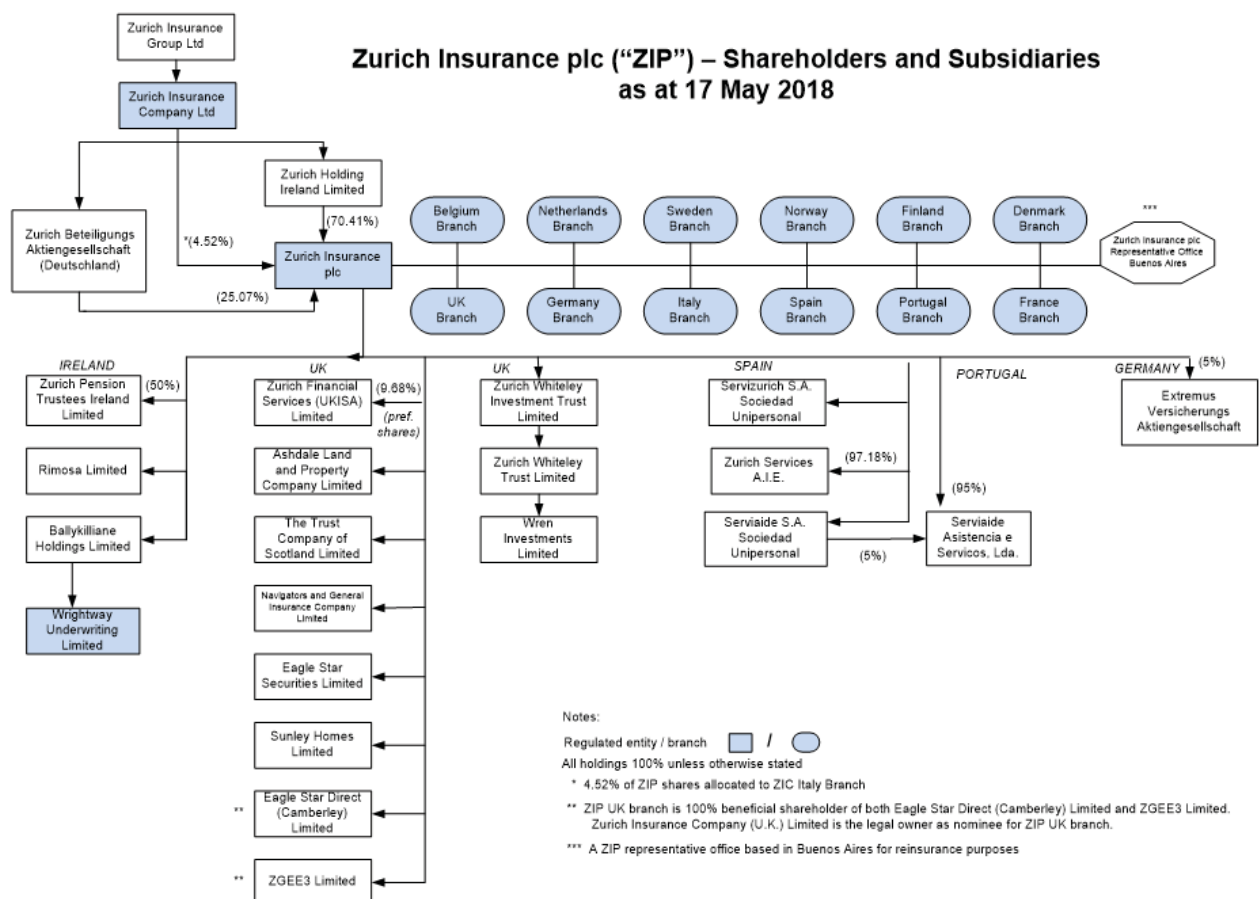 Zurich Insurance
Group Ltd
Zurich Insurance plc (“ZIP”) – Shareholders and Subsidiaries
as at 17 May 2018
Zurich Insurance
Company Ltd
Zurich Holding
Ireland Limited
Zurich Beteiligungs
Aktiengesellschaft
(Deutschland)
*(4.52%)
(70.41%)
(25.07%)
Zurich Insurance
plc
Belgium
Branch
Netherlands
Branch
Sweden
Branch
Norway
Branch
Finland
Branch
Denmark
Branch
***
Zurich Insurance plc
Representative Office
Buenos Aires
UK
Branch
Germany
Branch
Italy
Branch
Spain
Branch
Portugal
Branch
France
Branch
IRELAND
Zurich Pension
Trustees Ireland
Limited
(50%)
Rimosa Limited
Ballykilliane
Holdings Limited
Wrightway
Underwriting
Limited
UK
Zurich Financial
Services (UKISA)
Limited
(9.68%)
(pref.
shares)
Ashdale Land
and Property
Company Limited
The Trust
Company of
Scotland Limited
Navigators and General
Insurance Company
Limited
Eagle Star
Securities Limited
Sunley Homes
Limited
**
Eagle Star Direct
(Camberley)
Limited
**
ZGEE3 Limited
UK
Zurich Whiteley
Investment Trust
Limited
Zurich Whiteley
Trust Limited
Wren
Investments
Limited
SPAIN
Servizurich S.A.
Sociedad
Unipersonal
Zurich Services
A.I.E.
(97.18%)
Serviaide S.A.
Sociedad
Unipersonal
(5%)
PORTUGAL
(95%)
Serviaide
Asistencia e
Servicos, Lda.
GERMANY
(5%)
Extremus
Versicherungs
Aktiengesellschaft
Notes:
Regulated entity / branch /
All holdings 100% unless otherwise stated
* 4.52% of ZIP shares allocated to ZIC Italy Branch
** ZIP UK branch is 100% beneficial shareholder of both Eagle Star Direct (Camberley) Limited and ZGEE3 Limited.
Zurich Insurance Company (U.K.) Limited is the legal owner as nominee for ZIP UK branch.
*** A ZIP representative office based in Buenos Aires for reinsurance purposes